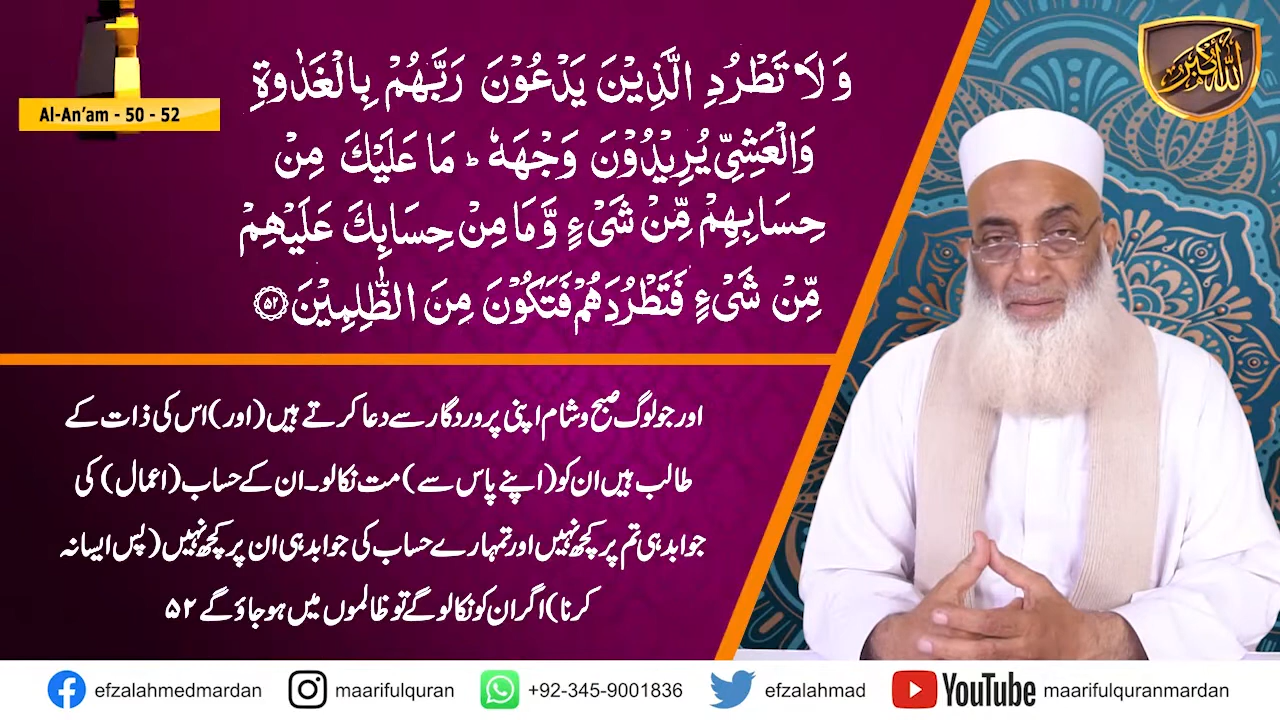 Al-An'am - 50 - 52
وَلَا تَطْرُدِ الَّذِيْنَ يَدْعُوْنَ رَبَّهُمْ بِالْغَدٰوةِ
وَالْعَشِيِّ يُرِيْدُوْنَ وَجْهَهٗ ؕ مَا عَلَيْكَ مِنْ
حِسَابِهِمْ مِّنْ شَيْءٍ وَّمَا مِنْ حِسَابِكَ عَلَيْهِمْ
مِّنْ شَيْءٍ فَتَطْرُدَهُمْ فَتَكُوْنَ مِنَ الظّٰلِمِيْنَ ۵۲
اور جو لوگ صبح و شام اپنی پروردگار سے دعا کرتے ہیں (اور) اس کی ذات کے
طالب ہیں ان کو (اپنے پاس سے) مت نکالو۔ ان کے حساب (اعمال) کی
جوابدہی تم پر کچھ نہیں اور تمہارے حساب کی جوابدہی ان پر کچھ نہیں (پس ایسا نہ
کرنا) اگر ان کو نکالو گے تو ظالموں میں ہو جاؤ گے ۵۲
الله أكبر
efzalahmedmardan
maarifulquran
+92-345-9001836
efzalahmad
YouTube
maarifulquranmardan